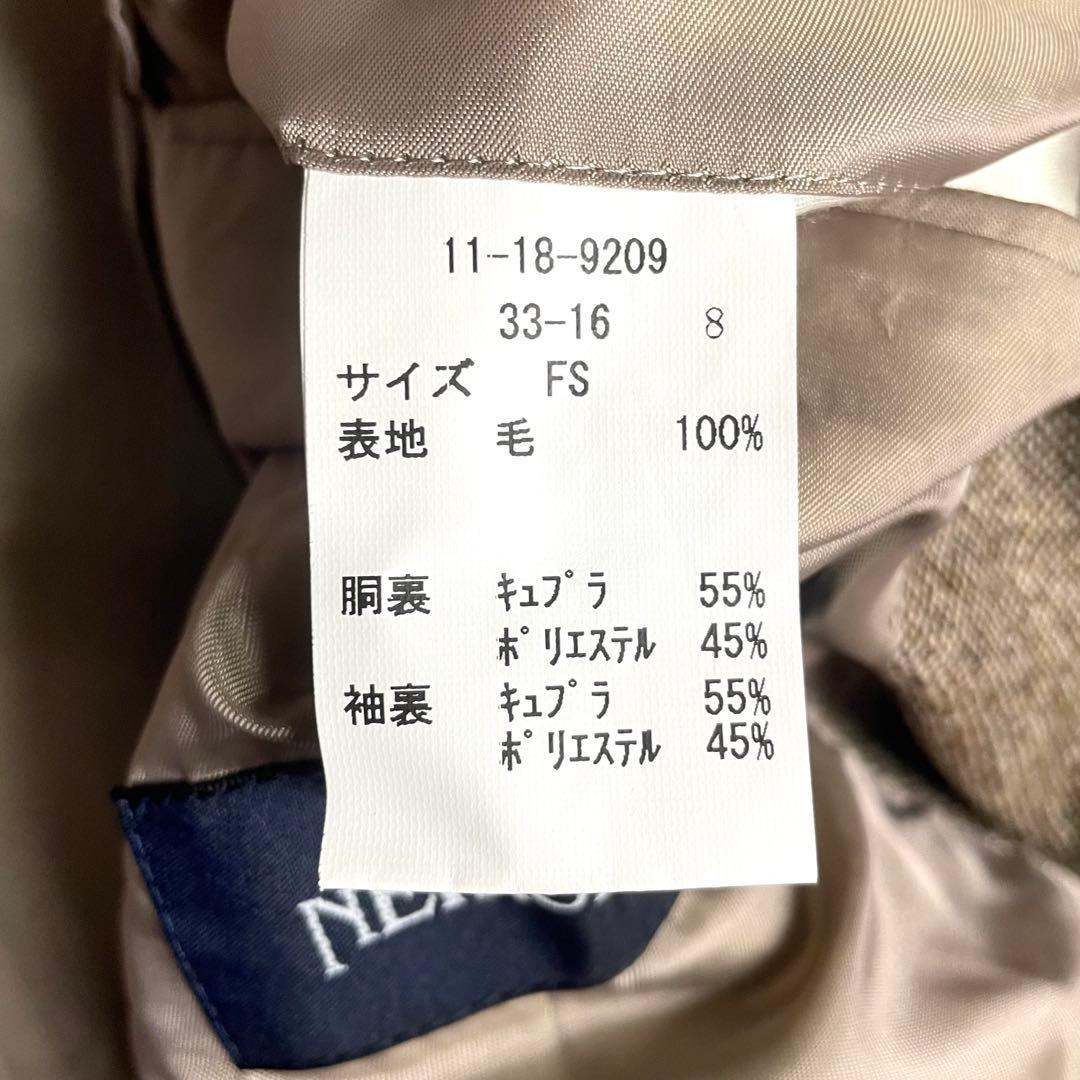 11-18-9209
33-16 8
サイズ FS
表地 毛 100%
胴裏 ｷｭﾌﾟﾗ 55%
ﾎﾟﾘｴｽﾃﾙ 45%
袖裏 ｷｭﾌﾟﾗ 55%
ﾎﾟﾘｴｽﾃﾙ 45%